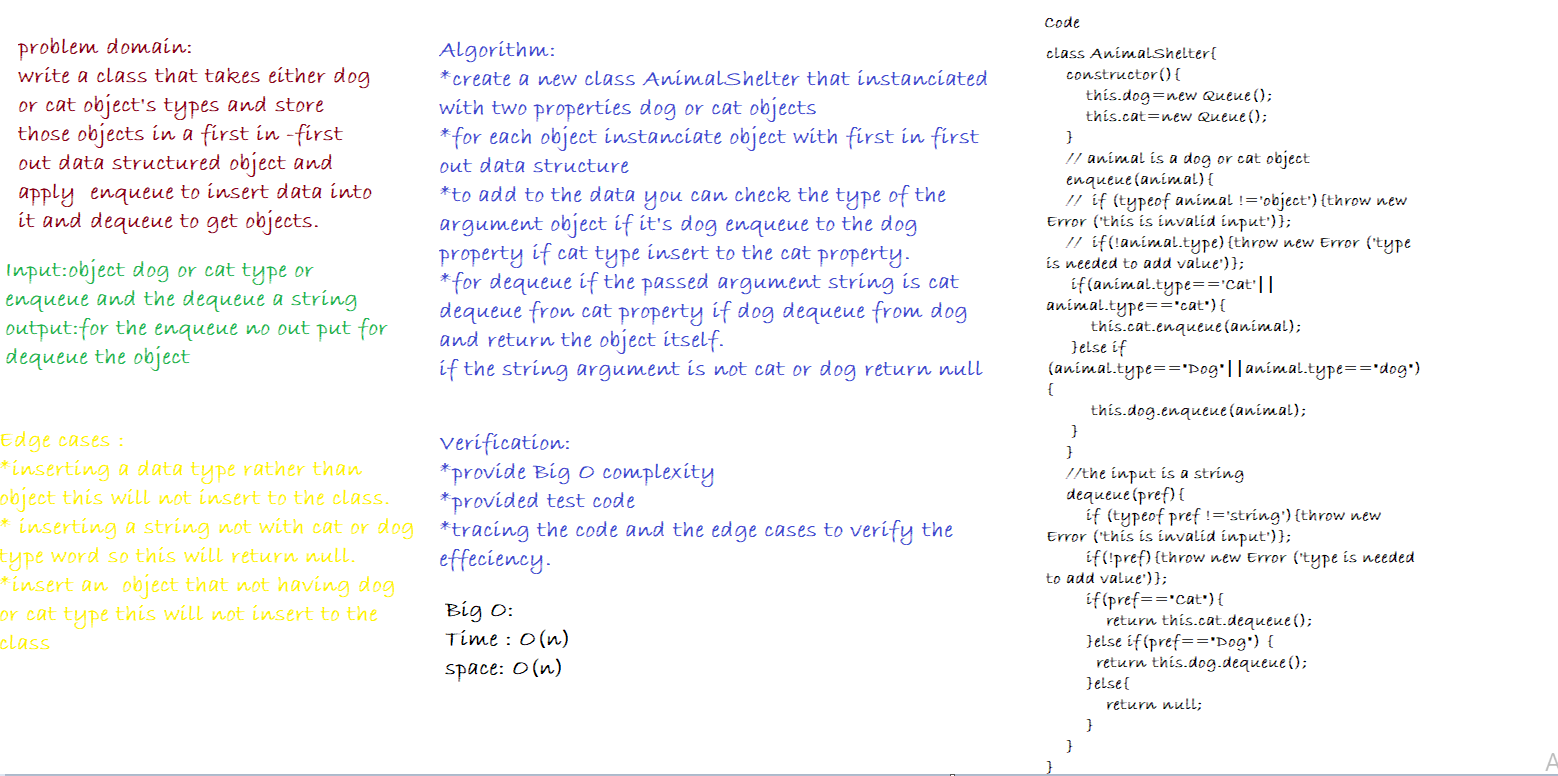 problem domain:
write a class that takes either dog
or cat object's types and store
those objects in a first in -first
out data structured object and
apply  enqueue to insert data into
it and dequeue to get objects.
Input:object dog or cat type or
enqueue and the dequeue a string
output:for the enqueue no out put for
dequeue the object
Edge cases :
*inserting a data type rather than
object this will not insert to the class.
* inserting a string not with cat or dog
type word so this will return null.
*insert an  object that not having dog
or cat type this will not insert to the
class
Algorithm:
*create a new class AnimalShelter that instanciated
with two properties dog or cat objects
*for each object instanciate object with first in first
out data structure
*to add to the data you can check the type of the
argument object if it's dog enqueue to the dog
property if cat type insert to the cat property.
*for dequeue if the passed argument string is cat
dequeue fron cat property if dog dequeue from dog
and return the object itself.
if the string argument is not cat or dog return null
Verification:
*provide Big O complexity
*provided test code
*tracing the code and the edge cases to verify the
effeciency.
Big O:
Time : O(n)
space: O(n)
Code
class AnimalShelter{
constructor(){
this.dog=new Queue();
this.cat=new Queue();
}
// animal is a dog or cat object
enqueue(animal){
//  if (typeof animal !='object'){throw new
Error ('this is invalid input')};
//  if(!animal.type){throw new Error ('type
is needed to add value')};
if(animal.type=='Cat'||
animal.type=="cat"){
this.cat.enqueue(animal);
}else if
(animal.type=="Dog"||animal.type=="dog")
{
this.dog.enqueue(animal);
}
}
//the input is a string
dequeue(pref){
if (typeof pref !='string'){throw new
Error ('this is invalid input')};
if(!pref){throw new Error ('type is needed
to add value')};
if(pref=="Cat"){
return this.cat.dequeue();
}else if(pref=="Dog") {
return this.dog.dequeue();
}else{
return null;
}
}
}
A